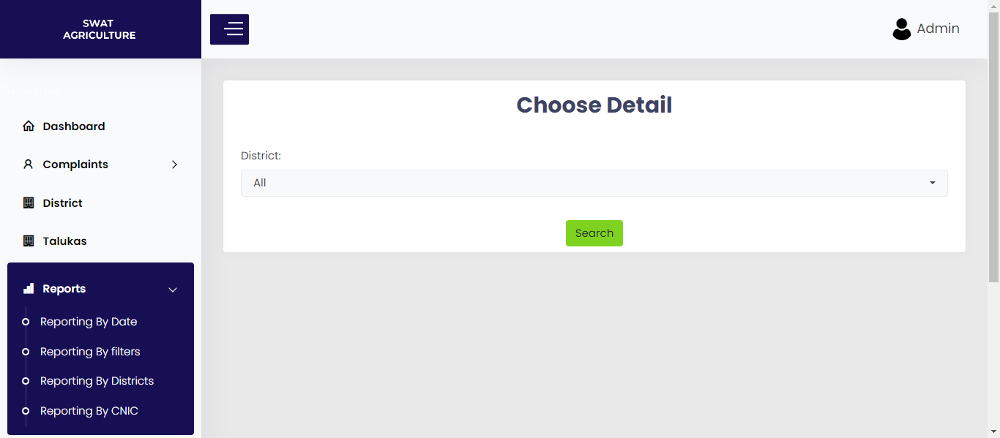 SWAT
AGRICULTURE
Admin
Dashboard
Complaints
District
Talukas
Reports
Reporting By Date
Reporting By filters
Reporting By Districts
Reporting By CNIC
Choose Detail
District:
All
Search